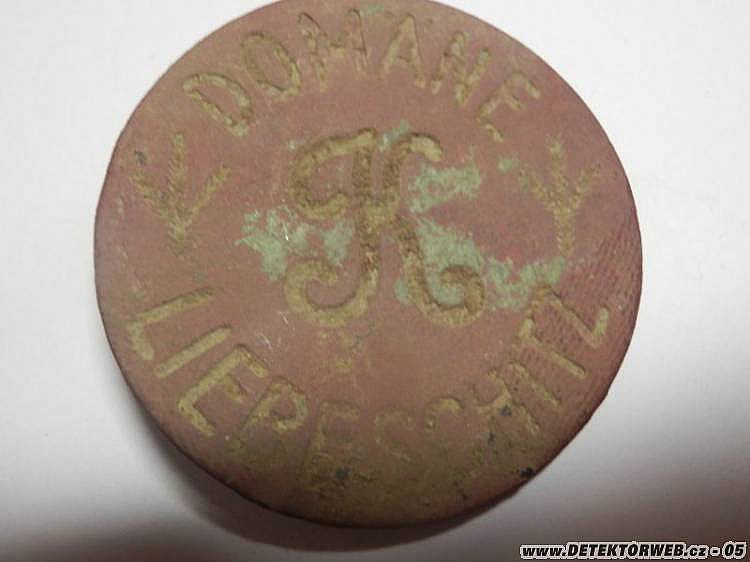 DOMÄNE
K
LIEBESCHITZ
www.DETEKTORWEB.cz - 05